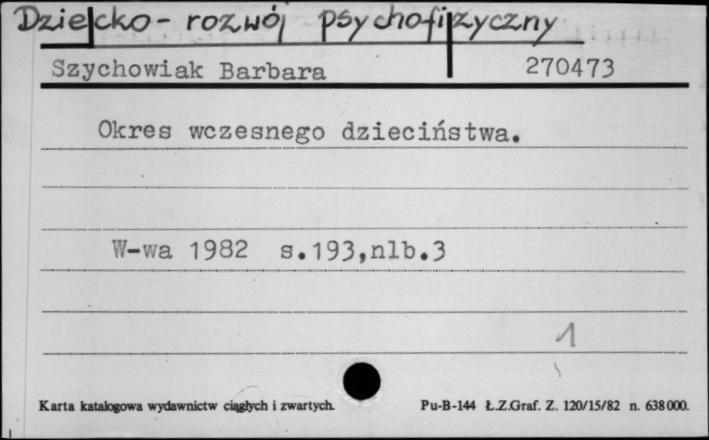 Dziecko - rozwój psychofizyczny
Szychowiak Barbara 270473
Okres wczesnego dzieciństwa.
W-wa 1982 s.193,nlb.3
1
Karta katalogowa wydawnictw ciągłych i zwartych. Pu-B-144 Ł.Z.Graf. Z. 120/15/82 n. 638000.